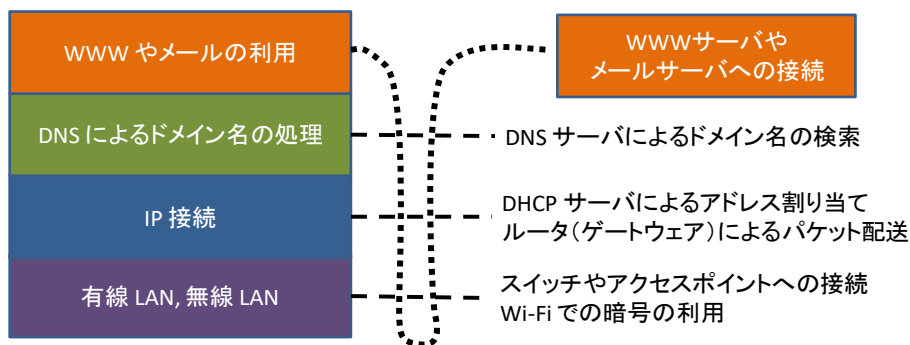 WWW やメールの利用
DNS によるドメイン名の処理
IP 接続
有線 LAN, 無線 LAN
WWWサーバや
メールサーバへの接続
DNS サーバによるドメイン名の検索
DHCP サーバによるアドレス割り当て
ルータ(ゲートウェア)によるパケット配送
スイッチやアクセスポイントへの接続
Wi-Fi での暗号の利用